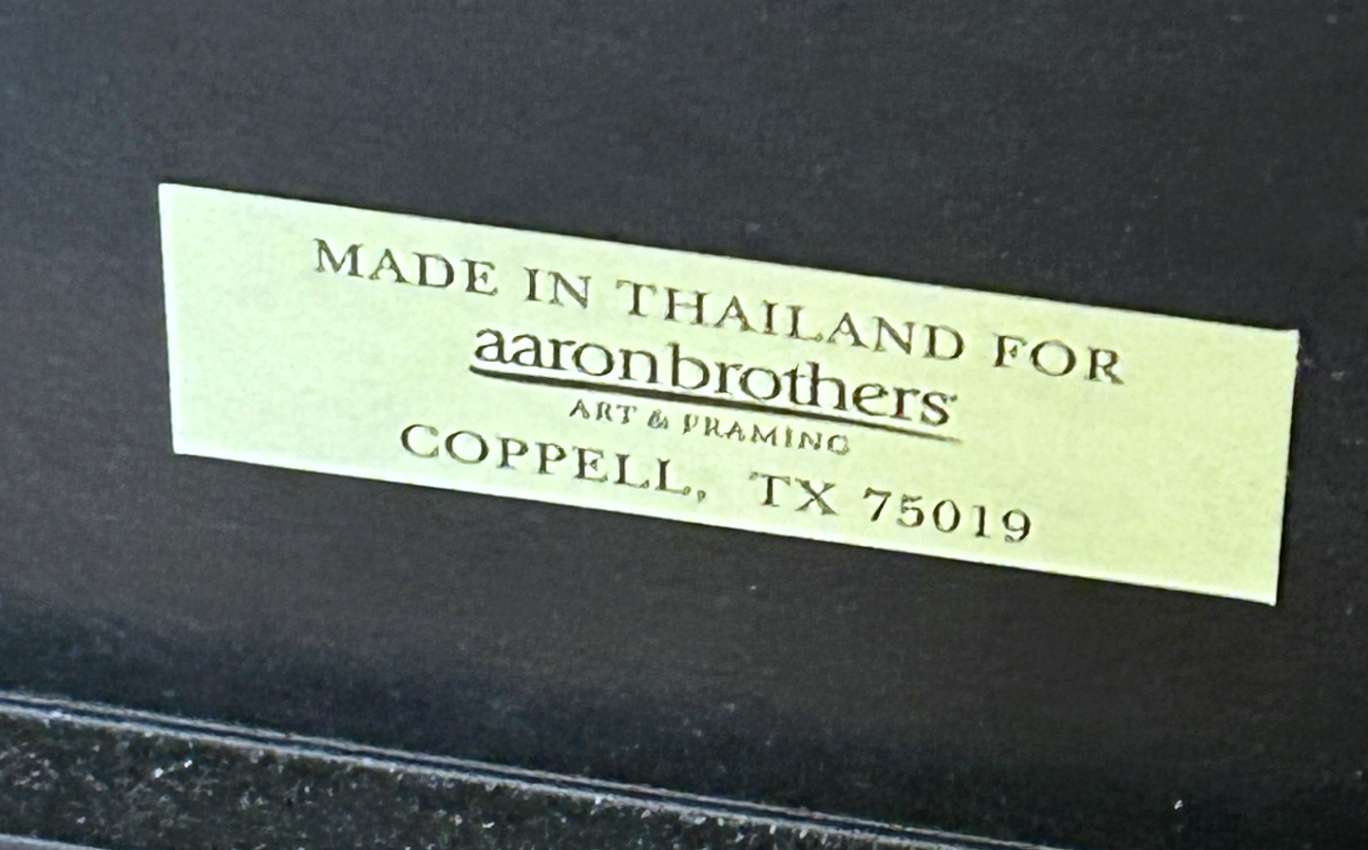 MADE IN THAILAND FOR
aaronbrothers
ART & FRAMING
COPPELL, TX 75019